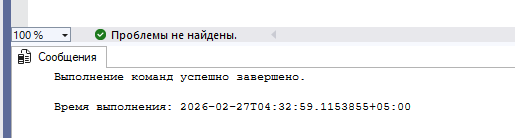 100 %
Проблемы не найдены.
Сообщения
Выполнение команд успешно завершено.
Время выполнения: 2026-02-27T04:32:59.1153855+05:00